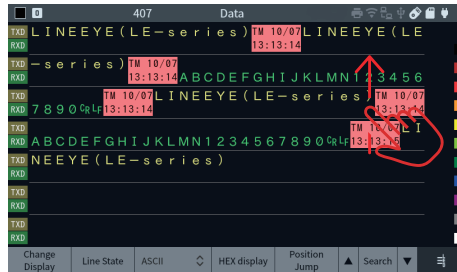 0 407 Data
TXD LINEEYE(LE-series) TM 10/07 LINEEYE(LE
RXD 13:13:14
TXD -series) TM 10/07
RXD 13:13:14 ABCDEFGHIJKLMN123456
TXD TM 10/07 LINEEYE(LE-series) TM 10/07
RXD 7890 CR LF 13:13:14 13:13:14
TXD TM 10/07 LI
RXD ABCDEFGHIJKLMN1234567890 CR LF 13:13:15
TXD NEEYE(LE-series)
RXD
TXD
RXD
TXD
RXD
Change Display Line State ASCII HEX display Position Jump ▲ Search ▼